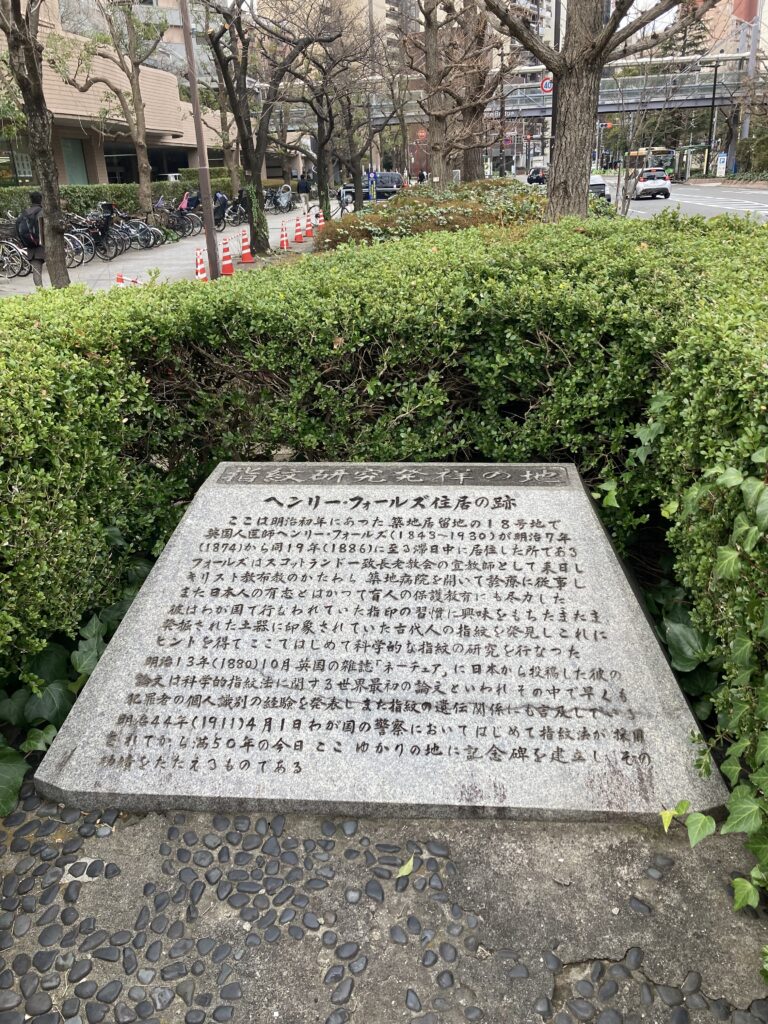 指紋研究発祥の地
ヘンリー・フォールズ住居の跡
ここは明治初年にあった築地居留地の18号地で
英国人医師ヘンリー・フォールズ(1843~1930)が明治7年
(1874)から同19年(1886)に至る滞日中に居住した所である
フォールズはスコットランド一致長老教会の宣教師として来日し
キリスト教布教のかたわら 築地病院を開いて診療に従事し
また日本人の有志とはかって盲人の保護教育にも尽力した
彼はわが国で行なわれていた指印の習慣に興味をもちたまたま
発掘された土器に印象されていた古代人の指紋を発見しこれに
ヒントを得てここではじめて科学的な指紋の研究を行なった
明治13年(1880)10月英国の雑誌「ネーチュア」に日本から投稿した彼の
論文は科学的指紋法に関する世界最初の論文といわれ その中で早くも
犯罪者の個人識別の経験を発表しまた指紋の遺伝関係にも言及している
明治44年(1911)4月1日わが国の警察においてはじめて指紋法が採用
されてから満50年の今日 ここ ゆかりの地に記念碑を建立し その
功績をたたえるものである
40